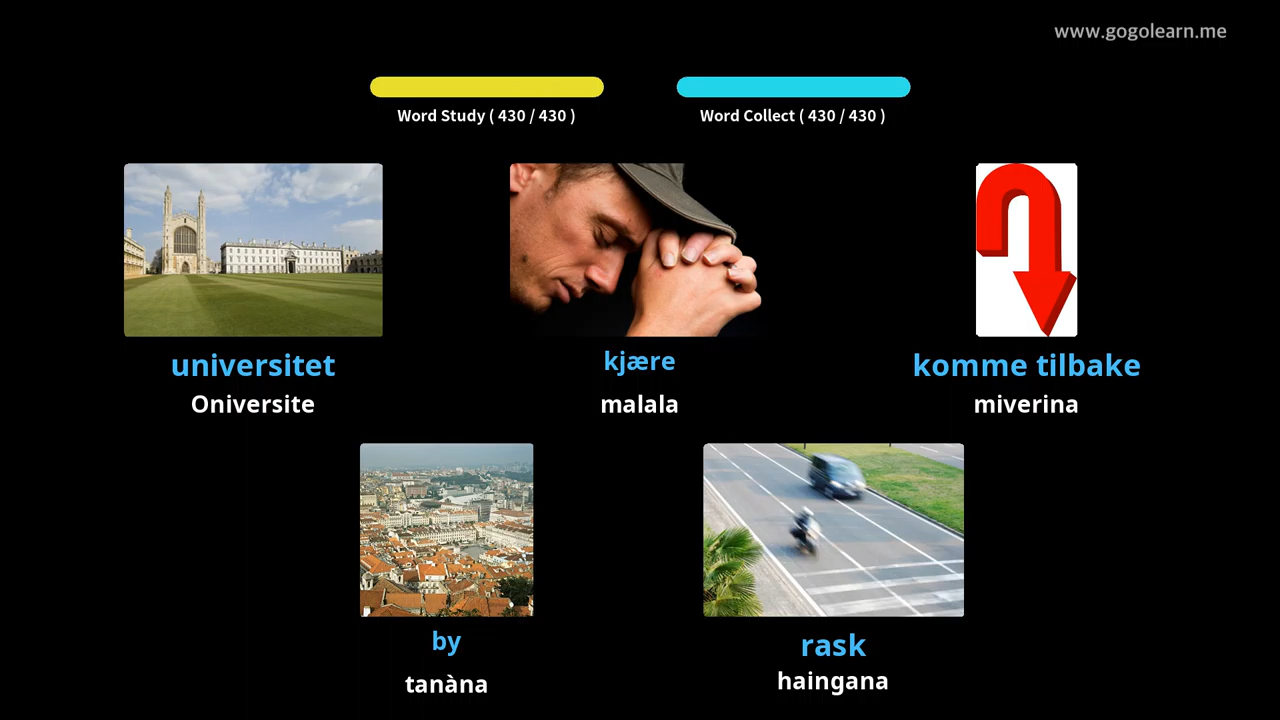 www.gogolearn.me
Word Study ( 430 / 430 )
Word Collect ( 430 / 430 )
universitet
Oniversite
kjære
malala
komme tilbake
miverina
by
tanàna
rask
haingana